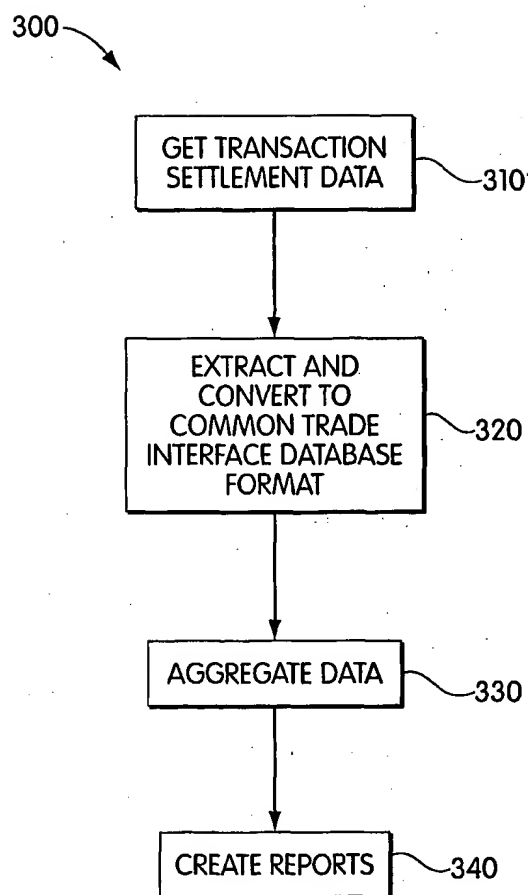 300
GET TRANSACTION
SETTLEMENT DATA
310
EXTRACT AND
CONVERT TO
COMMON TRADE
INTERFACE DATABASE
FORMAT
320
AGGREGATE DATA
330
CREATE REPORTS
340